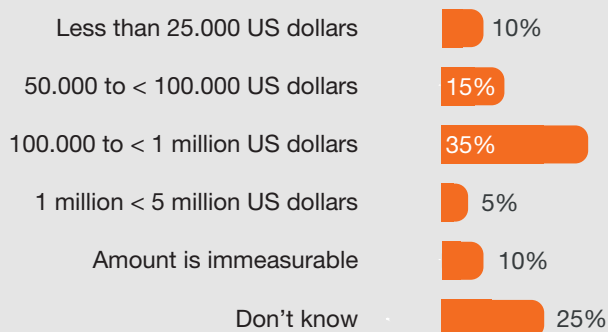 Less than 25.000 US dollars 10%
50.000 to < 100.000 US dollars 15%
100.000 to < 1 million US dollars 35%
1 million < 5 million US dollars 5%
Amount is immeasurable 10%
Don't know 25%